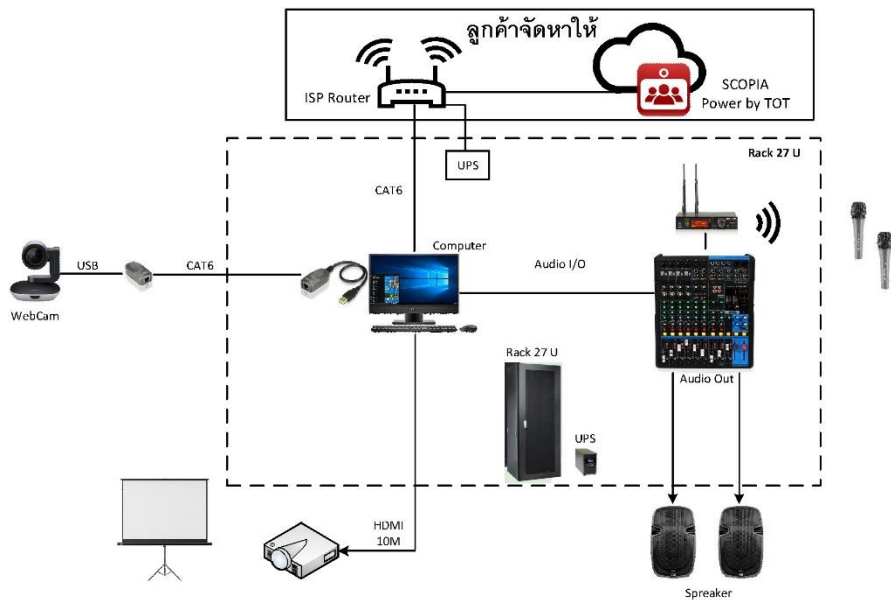 ลูกค้าจัดหาให้
ISP Router
SCOPIA
Power by TOT
Rack 27 U
UPS
CAT6
Computer
USB
CAT6
Audio I/O
WebCam
Rack 27 U
Audio Out
UPS
HDMI
10M
Spreaker